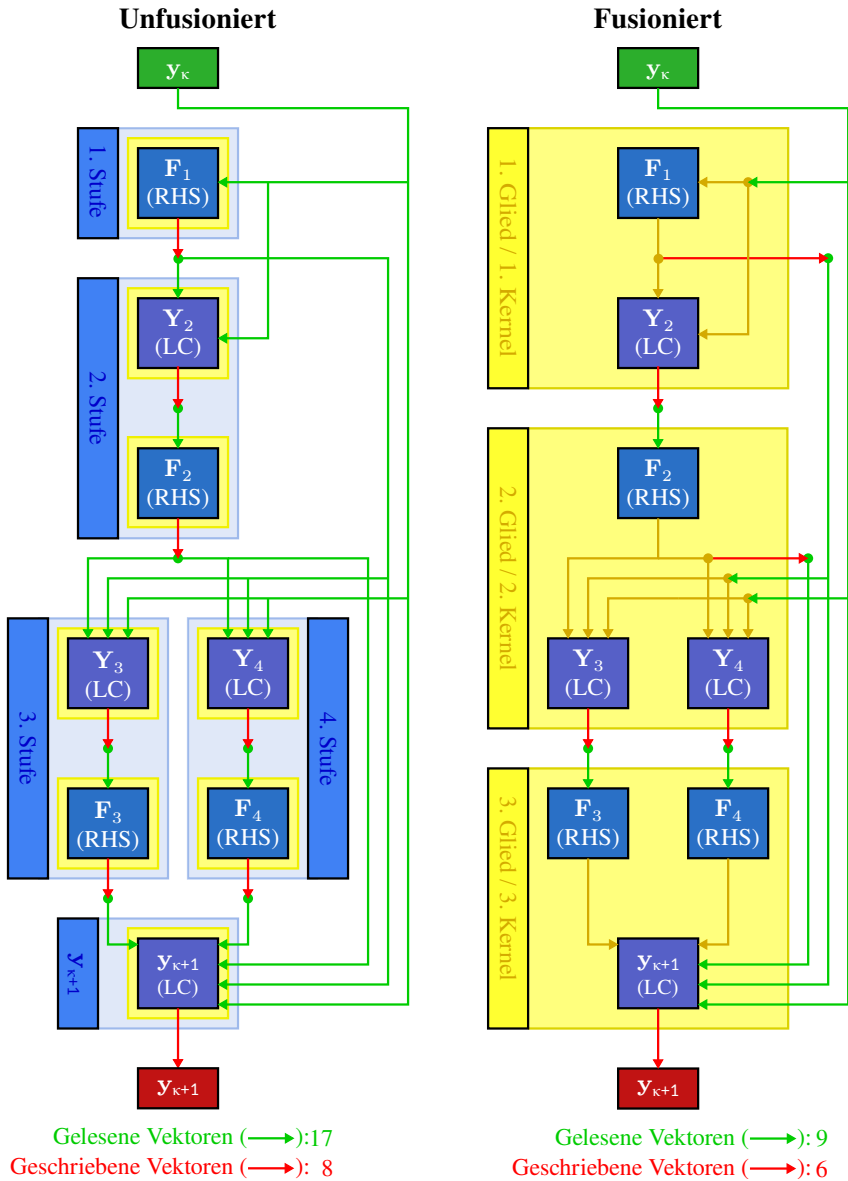 Unfusioniert
yκ
1. Stufe
F1
(RHS)
2. Stufe
Y2
(LC)
F2
(RHS)
3. Stufe
Y3
(LC)
Y4
(LC)
4. Stufe
F3
(RHS)
F4
(RHS)
yκ+1
yκ+1
(LC)
yκ+1
Gelesene Vektoren (→):17
Geschriebene Vektoren (→): 8
Fusioniert
yκ
1. Glied / 1. Kernel
F1
(RHS)
Y2
(LC)
2. Glied / 2. Kernel
F2
(RHS)
Y3
(LC)
Y4
(LC)
3. Glied / 3. Kernel
F3
(RHS)
F4
(RHS)
yκ+1
(LC)
yκ+1
Gelesene Vektoren (→): 9
Geschriebene Vektoren (→): 6